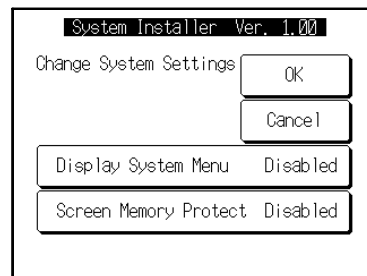 System Installer Ver. 1.00
Change System Settings
OK
Cancel
Display System Menu Disabled
Screen Memory Protect Disabled